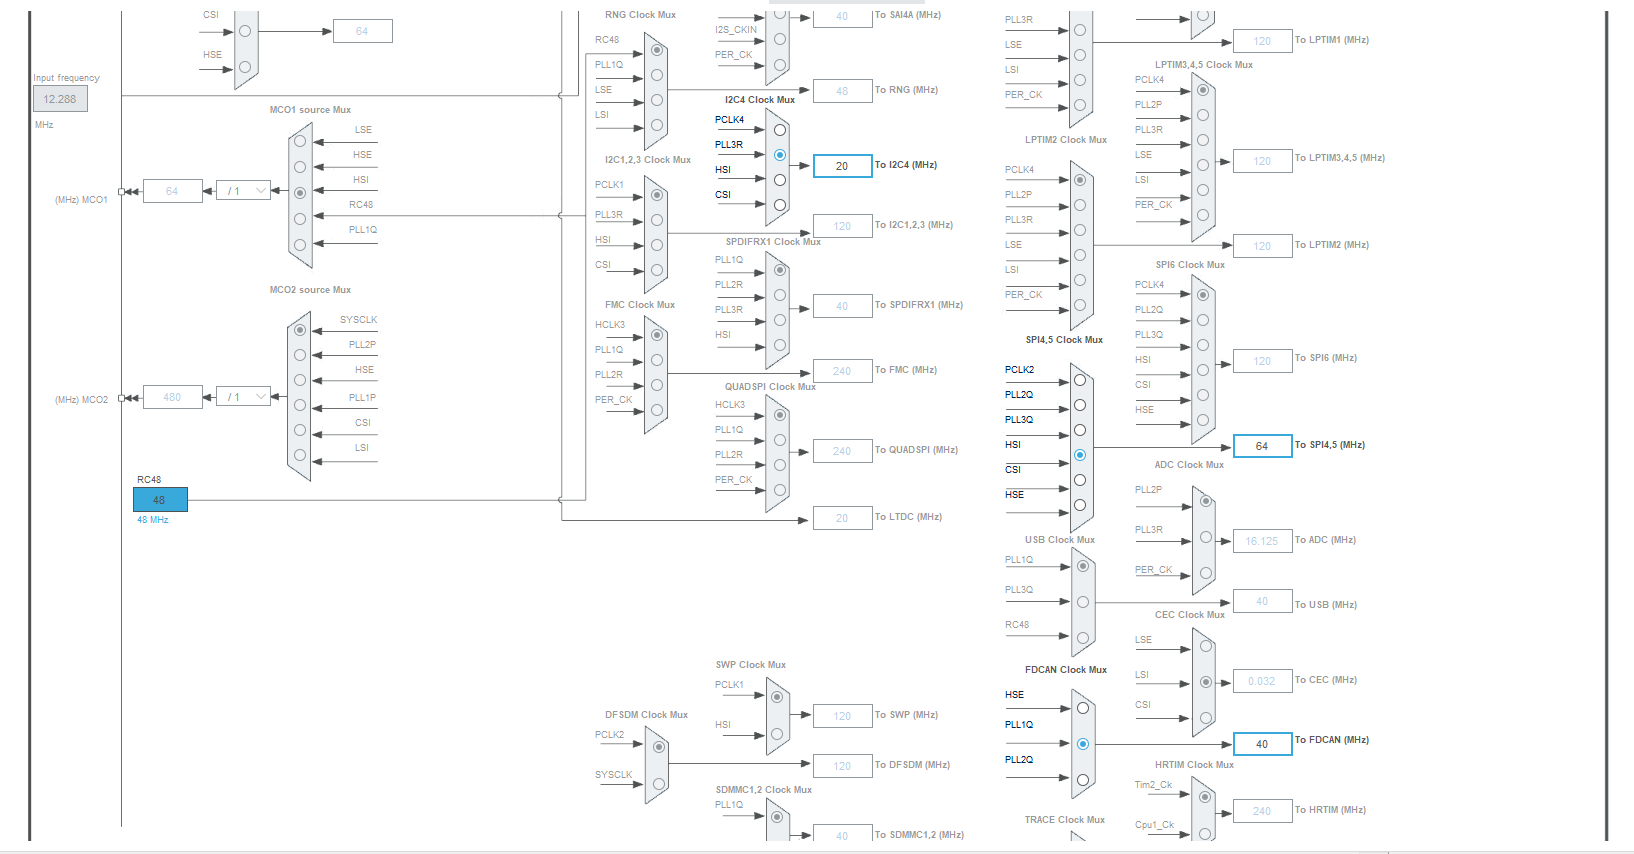 CSI
HSE
64
Input frequency
12.288
MHz
MCO1 source Mux
LSE
HSE
HSI
RC48
PLL1Q
(MHz) MCO1
64
/ 1
MCO2 source Mux
SYSCLK
PLL2P
HSE
PLL1P
CSI
LSI
(MHz) MCO2
480
/ 1
RC48
48
48 MHz
RNG Clock Mux
RC48
PLL1Q
LSE
LSI
48
To RNG (MHz)
I2S_CKIN
PER_CK
40
To SAI4A (MHz)
I2C4 Clock Mux
PCLK4
PLL3R
HSI
CSI
20
To I2C4 (MHz)
I2C1,2,3 Clock Mux
PCLK1
PLL3R
HSI
CSI
120
To I2C1,2,3 (MHz)
SPDIFRX1 Clock Mux
PLL1Q
PLL2R
PLL3R
HSI
40
To SPDIFRX1 (MHz)
FMC Clock Mux
HCLK3
PLL1Q
PLL2R
PER_CK
240
To FMC (MHz)
QUADSPI Clock Mux
HCLK3
PLL1Q
PLL2R
PER_CK
240
To QUADSPI (MHz)
20
To LTDC (MHz)
SWP Clock Mux
PCLK1
HSI
120
To SWP (MHz)
DFSDM Clock Mux
PCLK2
SYSCLK
120
To DFSDM (MHz)
SDMMC1,2 Clock Mux
PLL1Q
40
To SDMMC1,2 (MHz)
PLL3R
LSE
LSI
PER_CK
120
To LPTIM1 (MHz)
LPTIM3,4,5 Clock Mux
PCLK4
PLL2P
PLL3R
LSE
LSI
PER_CK
120
To LPTIM3,4,5 (MHz)
LPTIM2 Clock Mux
PCLK4
PLL2P
PLL3R
LSE
LSI
PER_CK
120
To LPTIM2 (MHz)
SPI6 Clock Mux
PCLK4
PLL2Q
PLL3Q
HSI
CSI
HSE
120
To SPI6 (MHz)
SPI4,5 Clock Mux
PCLK2
PLL2Q
PLL3Q
HSI
CSI
HSE
64
To SPI4,5 (MHz)
ADC Clock Mux
PLL2P
PLL3R
PER_CK
16.125
To ADC (MHz)
USB Clock Mux
PLL1Q
PLL3Q
RC48
40
To USB (MHz)
CEC Clock Mux
LSE
LSI
CSI
0.032
To CEC (MHz)
FDCAN Clock Mux
HSE
PLL1Q
PLL2Q
40
To FDCAN (MHz)
HRTIM Clock Mux
Tim2_Ck
Cpu1_Ck
240
To HRTIM (MHz)
TRACE Clock Mux